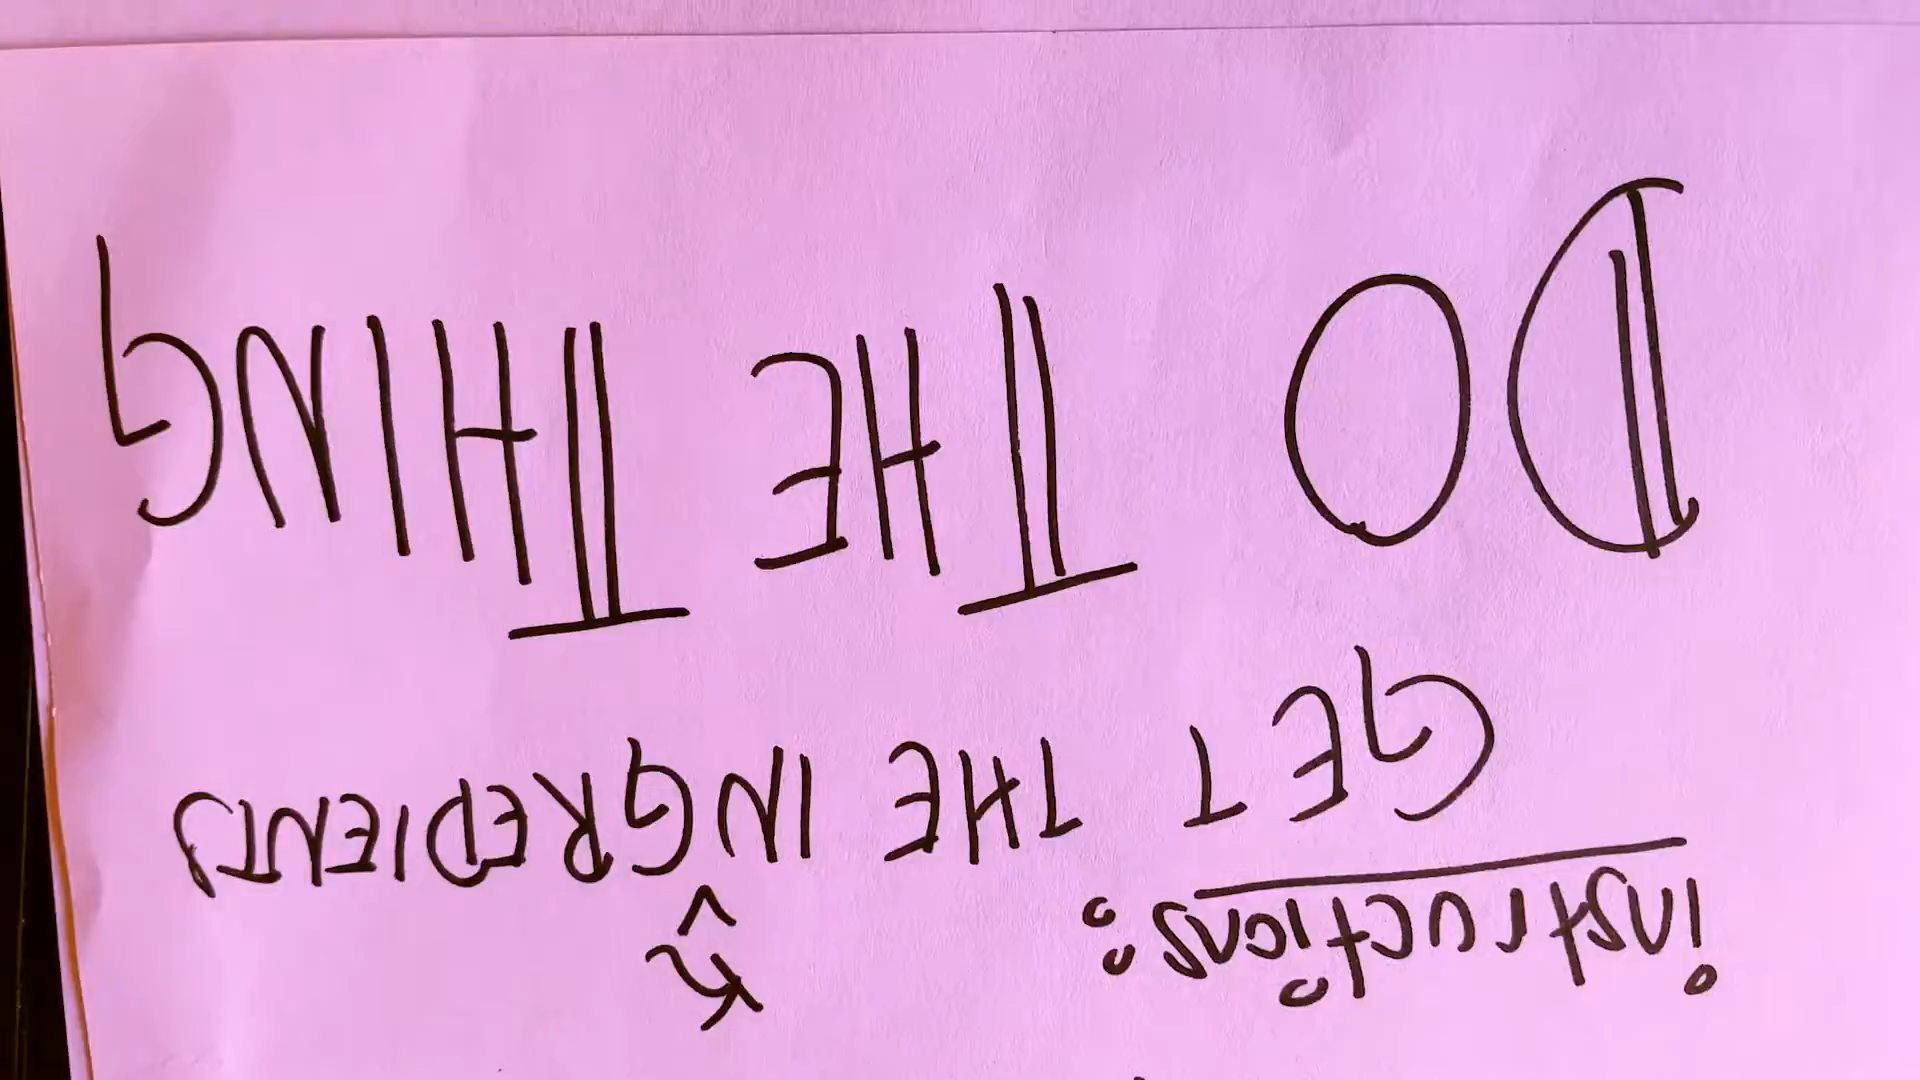 instructions:
GET THE INGREDIENTS
DO THE THING